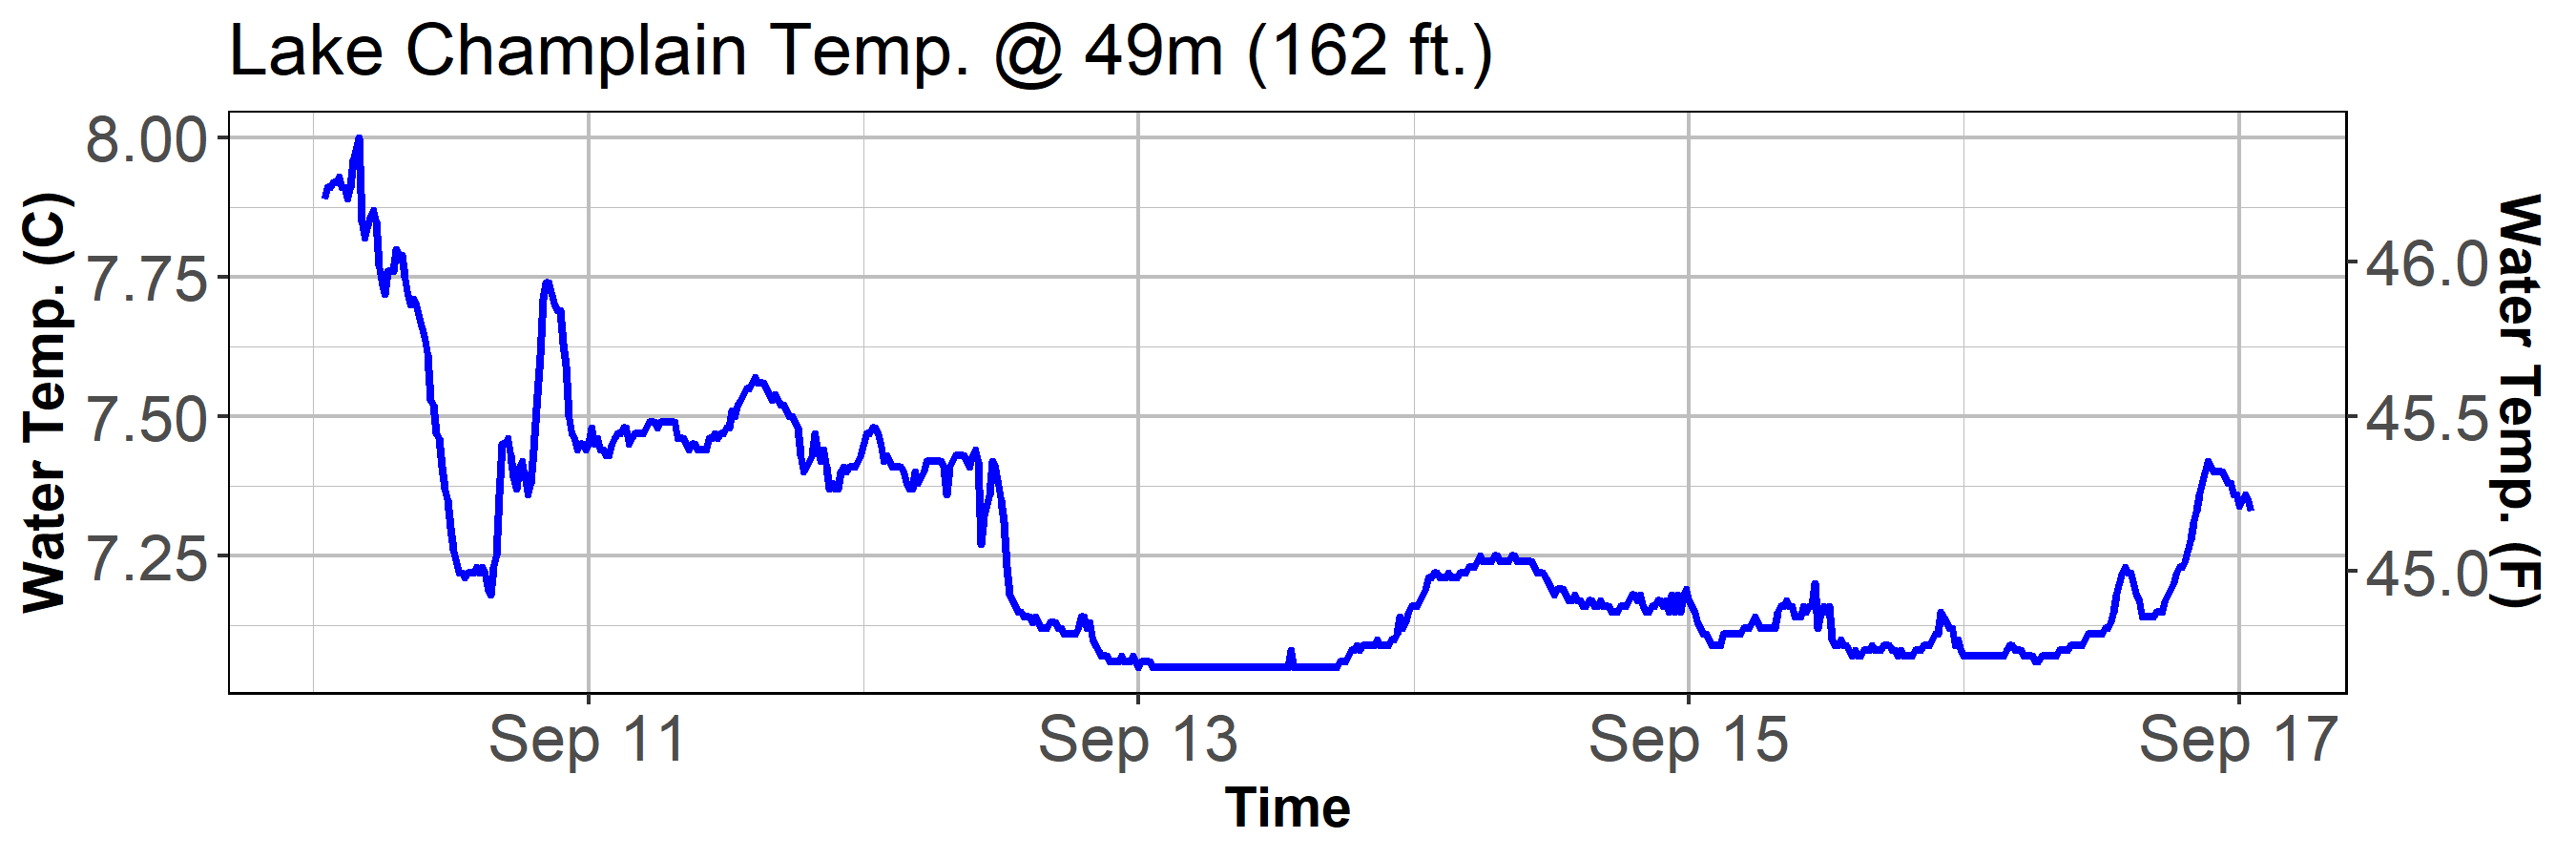 Lake Champlain Temp. @ 49m (162 ft.)
Water Temp. (C)
8.00
7.75
7.50
7.25
46.0
45.5
45.0
Water Temp. (F)
Sep 11 Sep 13 Sep 15 Sep 17
Time